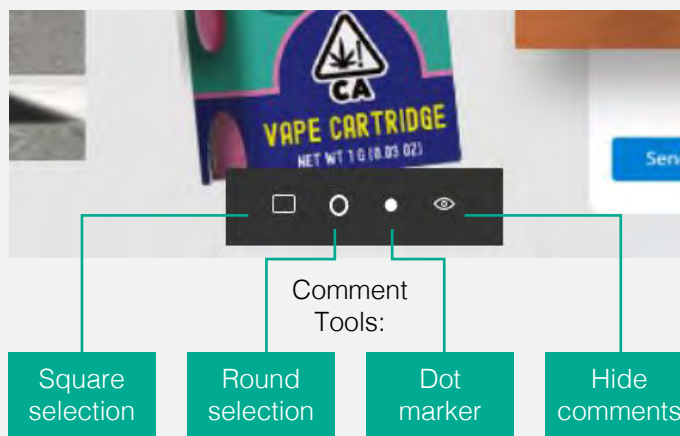 CA
VAPE CARTRIDGE
NET WT 1 G (0.03 OZ)
Comment
Tools:
Square
selection
Round
selection
Dot
marker
Hide
comments